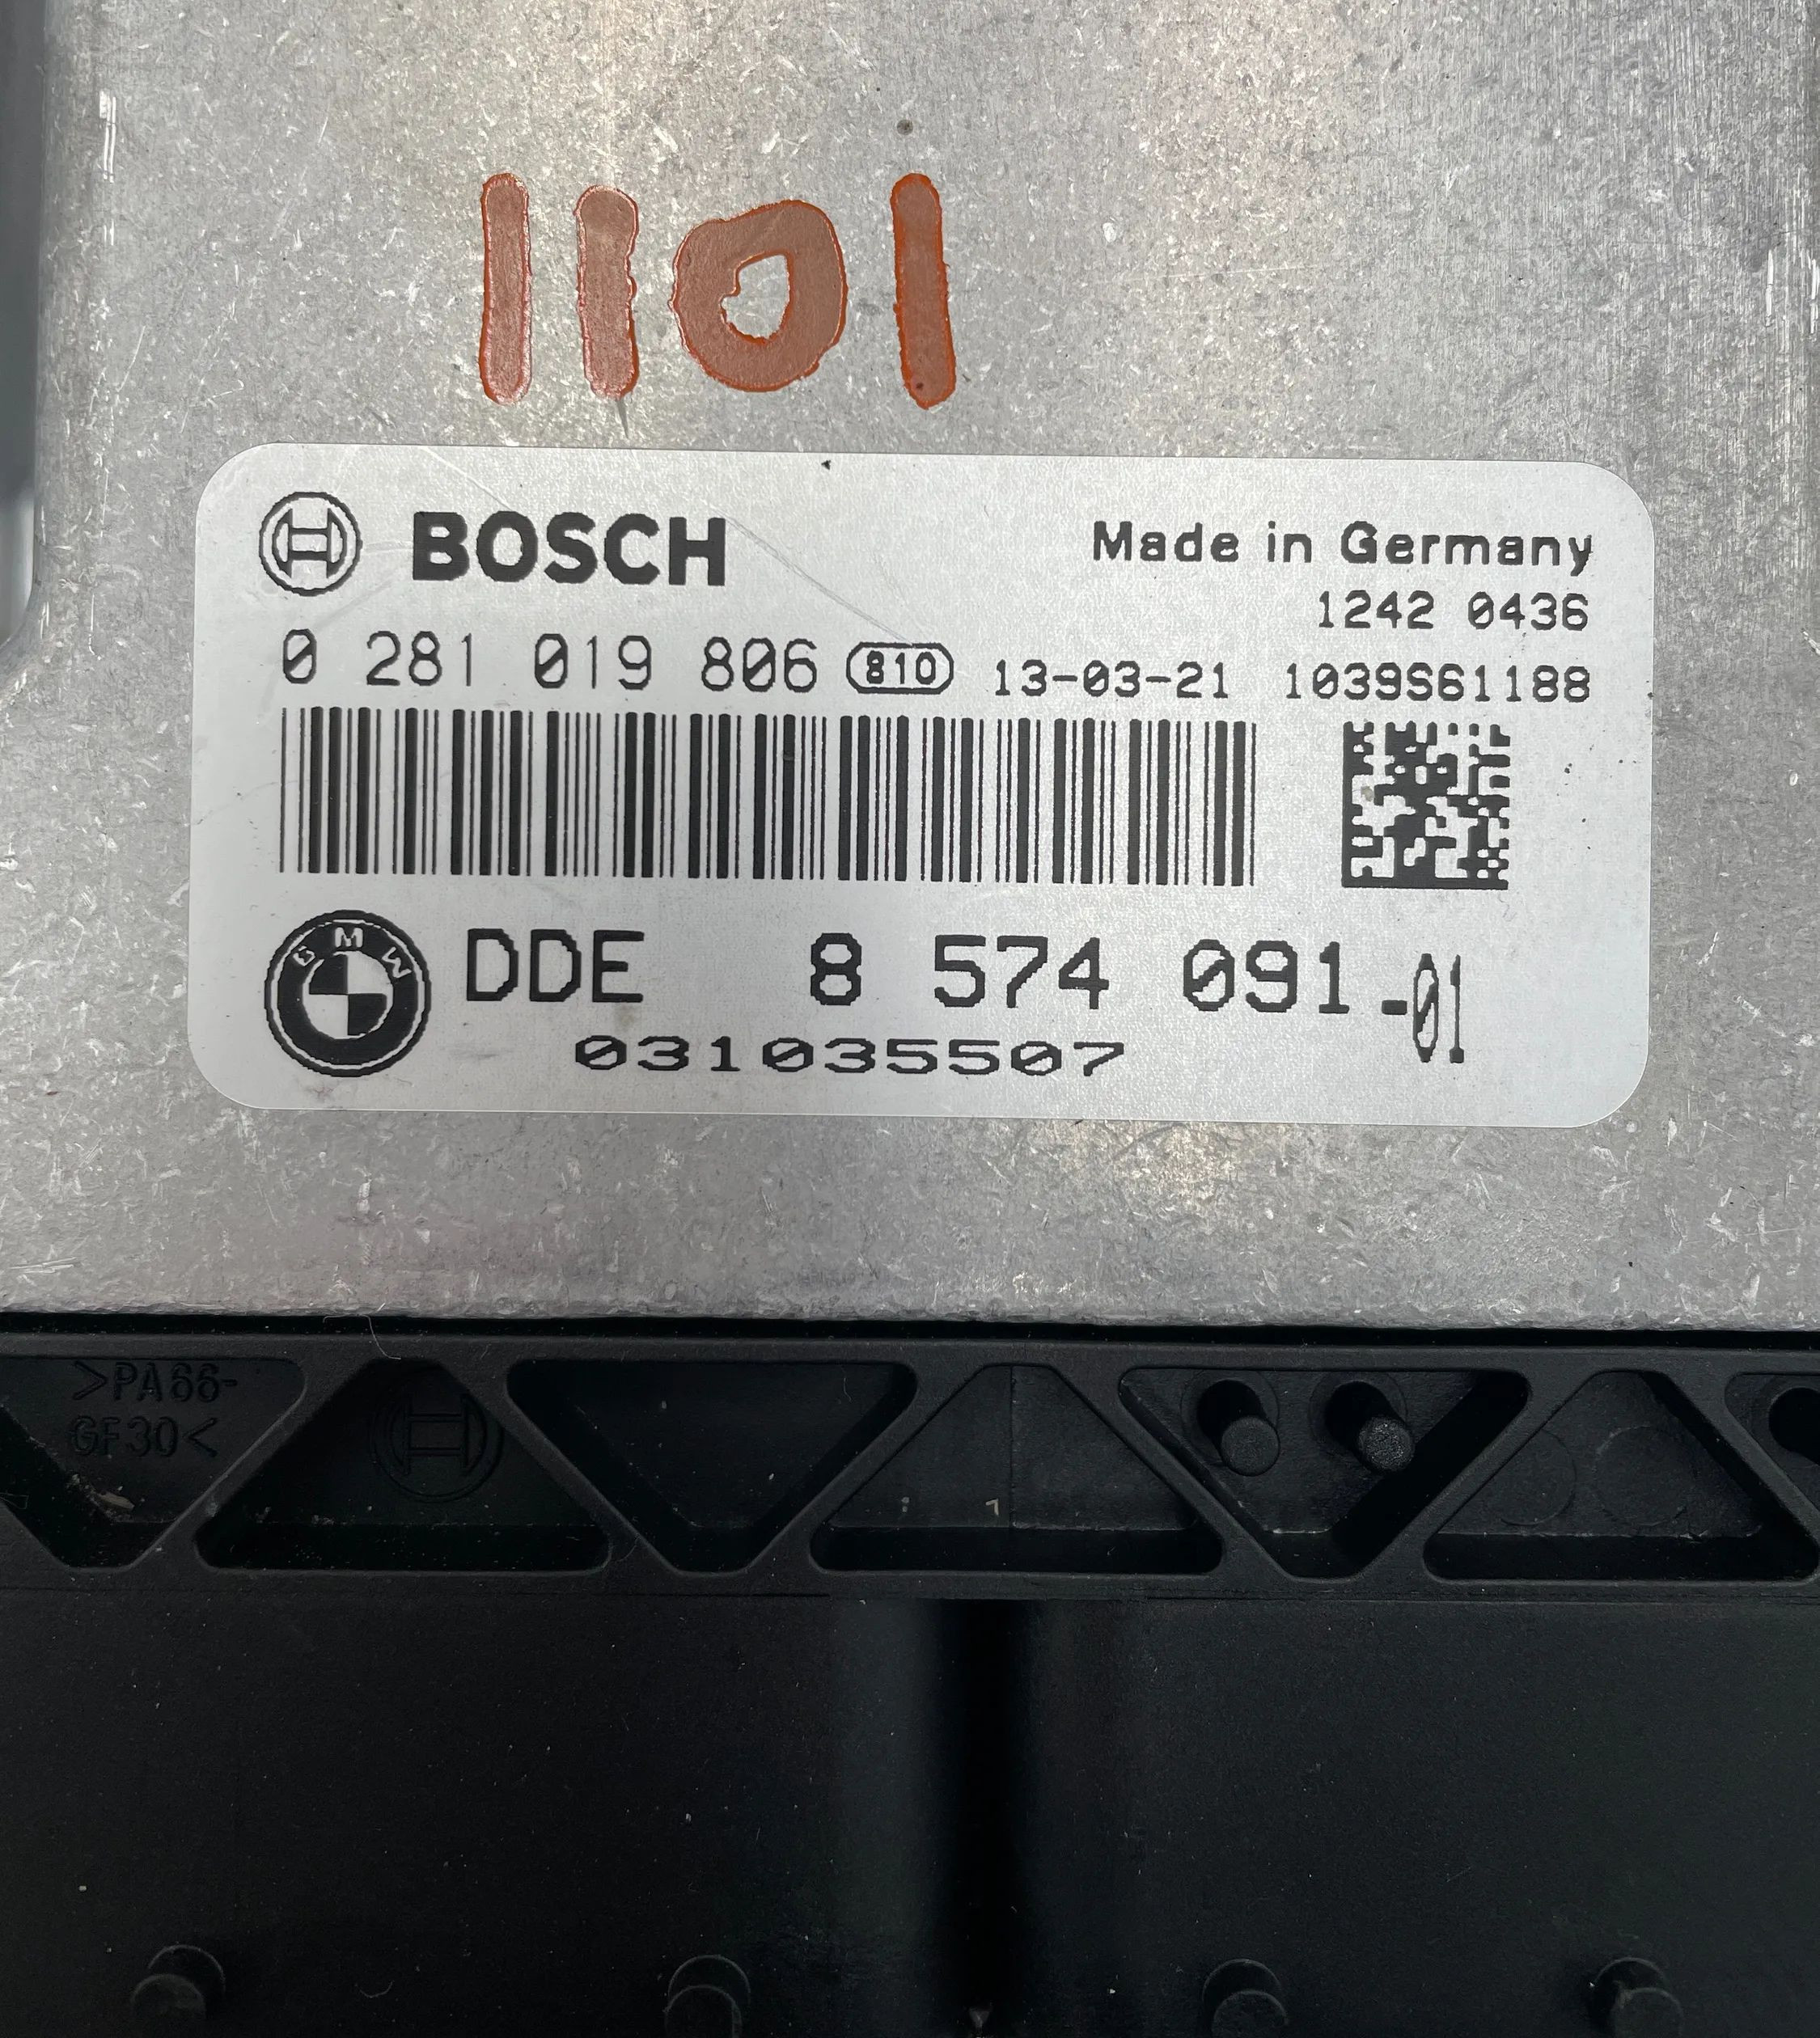 1101
BOSCH
Made in Germany
1242 0436
0 281 019 806 810 13-03-21 1039S61188
BMW
DDE 8 574 091-01
031035507
>PA66-
GF30<